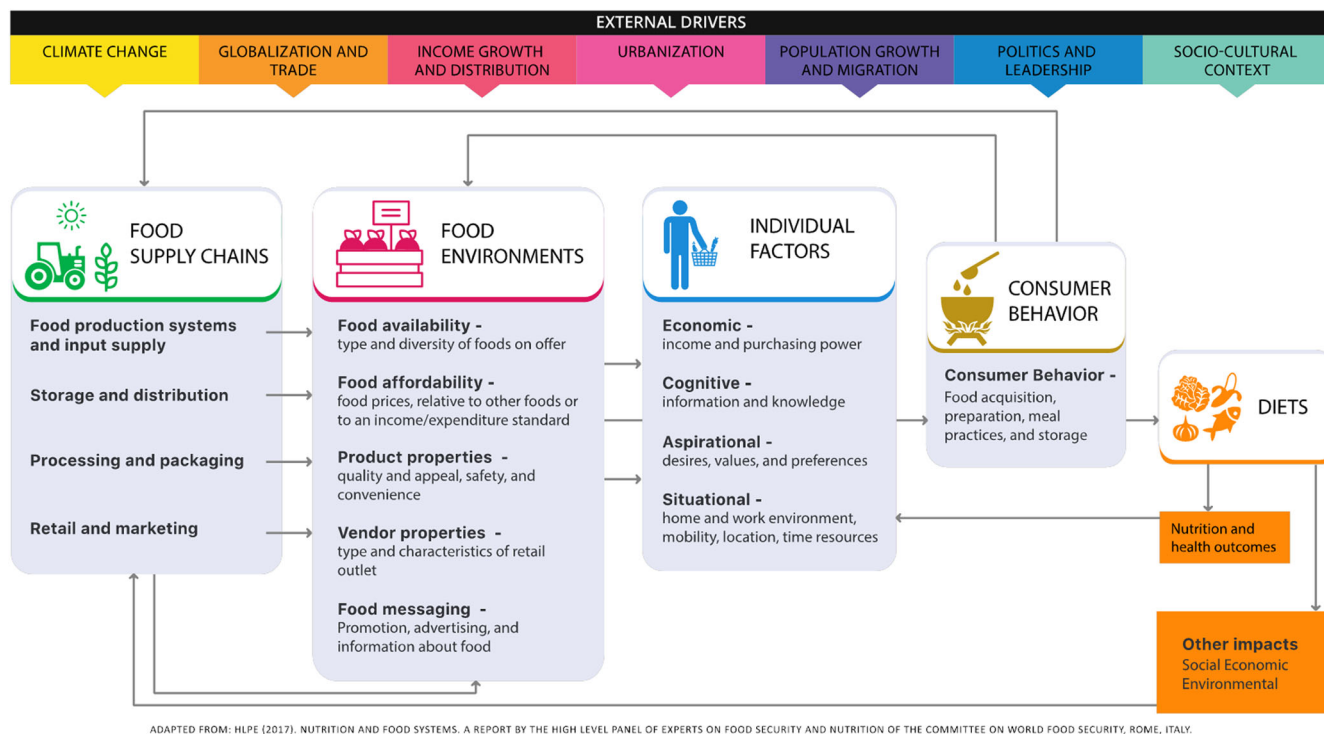 EXTERNAL DRIVERS
CLIMATE CHANGE
GLOBALIZATION AND
TRADE
INCOME GROWTH
AND DISTRIBUTION
URBANIZATION
POPULATION GROWTH
AND MIGRATION
POLITICS AND
LEADERSHIP
SOCIO-CULTURAL
CONTEXT
FOOD
SUPPLY CHAINS
Food production systems
and input supply
Storage and distribution
Processing and packaging
Retail and marketing
FOOD
ENVIRONMENTS
Food availability -
type and diversity of foods on offer
Food affordability -
food prices, relative to other foods or
to an income/expenditure standard
Product properties -
quality and appeal, safety, and
convenience
Vendor properties -
type and characteristics of retail
outlet
Food messaging -
Promotion, advertising, and
information about food
INDIVIDUAL
FACTORS
Economic -
income and purchasing power
Cognitive -
information and knowledge
Aspirational -
desires, values, and preferences
Situational -
home and work environment,
mobility, location, time resources
CONSUMER
BEHAVIOR
Consumer Behavior -
Food acquisition,
preparation, meal
practices, and storage
DIETS
Nutrition and
health outcomes
Other impacts
Social Economic
Environmental
ADAPTED FROM: HLPE (2017). NUTRITION AND FOOD SYSTEMS. A REPORT BY THE HIGH LEVEL PANEL OF EXPERTS ON FOOD SECURITY AND NUTRITION OF THE COMMITTEE ON WORLD FOOD SECURITY, ROME, ITALY.